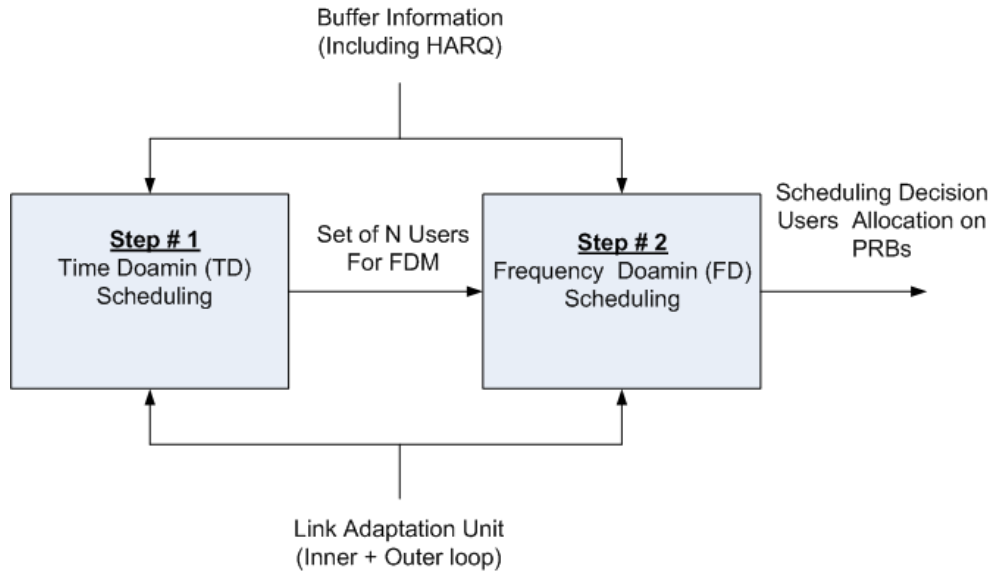 Buffer Information
(Including HARQ)
Step # 1
Time Doamin (TD)
Scheduling
Set of N Users
For FDM
Step # 2
Frequency Doamin (FD)
Scheduling
Scheduling Decision
Users Allocation on
PRBs
Link Adaptation Unit
(Inner + Outer loop)